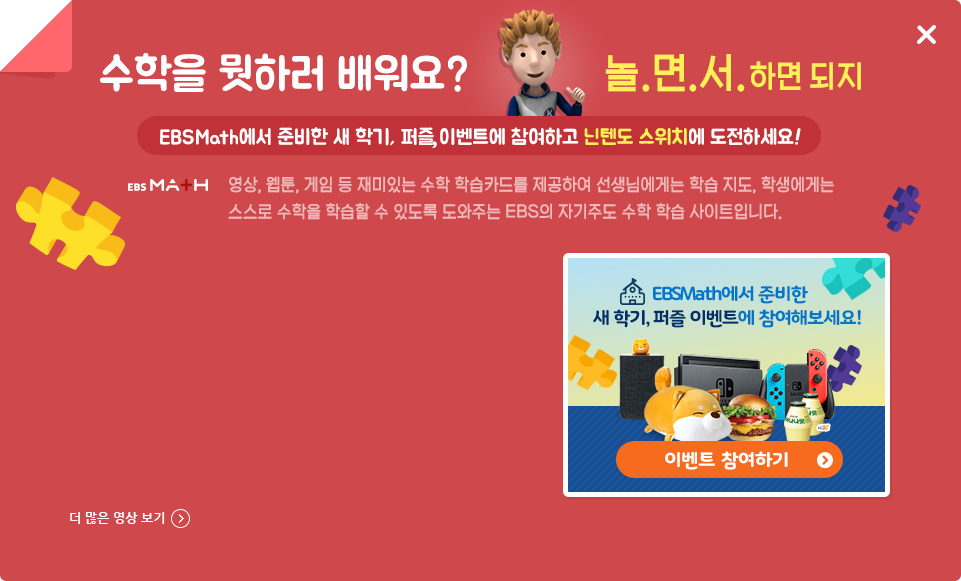 수학을 뭣하러 배워요?
놀.면.서.하면 되지
EBSMath에서 준비한 새 학기, 퍼즐,이벤트에 참여하고 닌텐도 스위치에 도전하세요!
EBS MATH
영상, 웹툰, 게임 등 재미있는 수학 학습카드를 제공하여 선생님에게는 학습 지도, 학생에게는
스스로 수학을 학습할 수 있도록 도와주는 EBS의 자기주도 수학 학습 사이트입니다.
EBSMath에서 준비한
새 학기, 퍼즐 이벤트에 참여해보세요!
이벤트 참여하기
더 많은 영상 보기